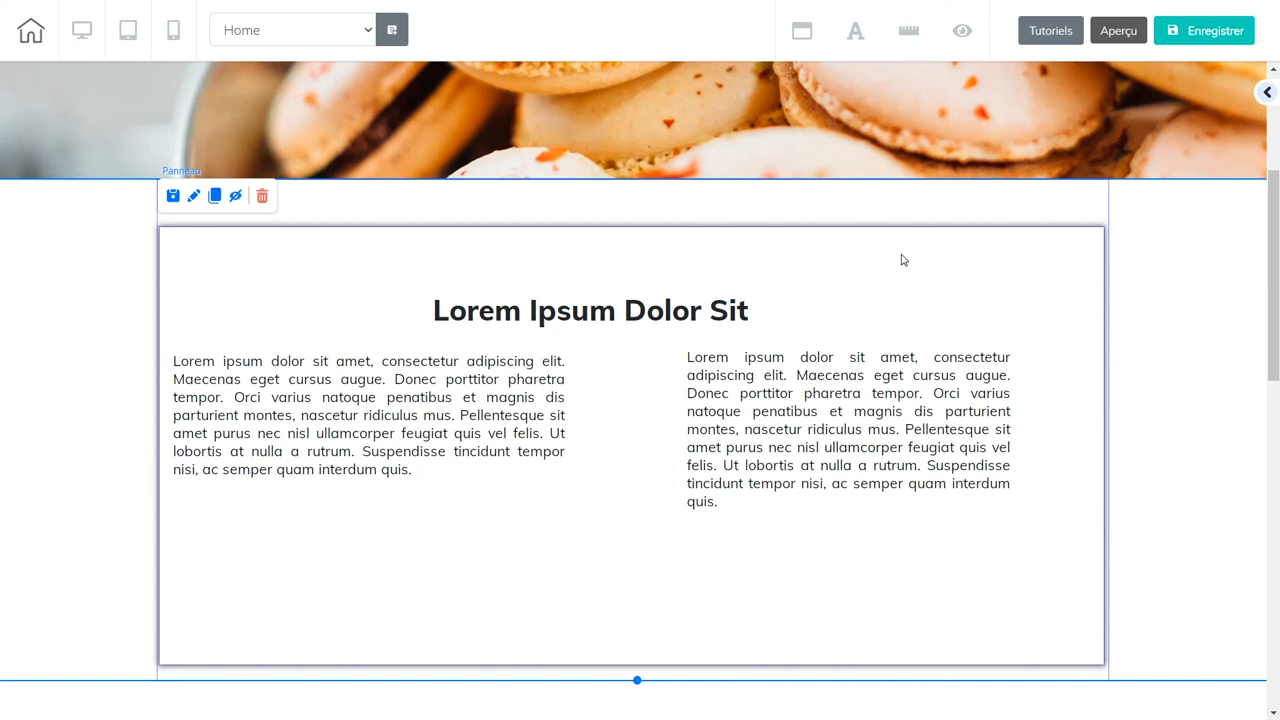 Home
Tutoriels
Aperçu
Enregistrer
Panneau
Lorem Ipsum Dolor Sit
Lorem ipsum dolor sit amet, consectetur adipiscing elit.
Maecenas eget cursus augue. Donec porttitor pharetra
tempor. Orci varius natoque penatibus et magnis dis
parturient montes, nascetur ridiculus mus. Pellentesque sit
amet purus nec nisl ullamcorper feugiat quis vel felis. Ut
lobortis at nulla a rutrum. Suspendisse tincidunt tempor
nisi, ac semper quam interdum quis.
Lorem ipsum dolor sit amet, consectetur
adipiscing elit. Maecenas eget cursus augue.
Donec porttitor pharetra tempor. Orci varius
natoque penatibus et magnis dis parturient
montes, nascetur ridiculus mus. Pellentesque sit
amet purus nec nisl ullamcorper feugiat quis vel
felis. Ut lobortis at nulla a rutrum. Suspendisse
tincidunt tempor nisi, ac semper quam interdum
quis.